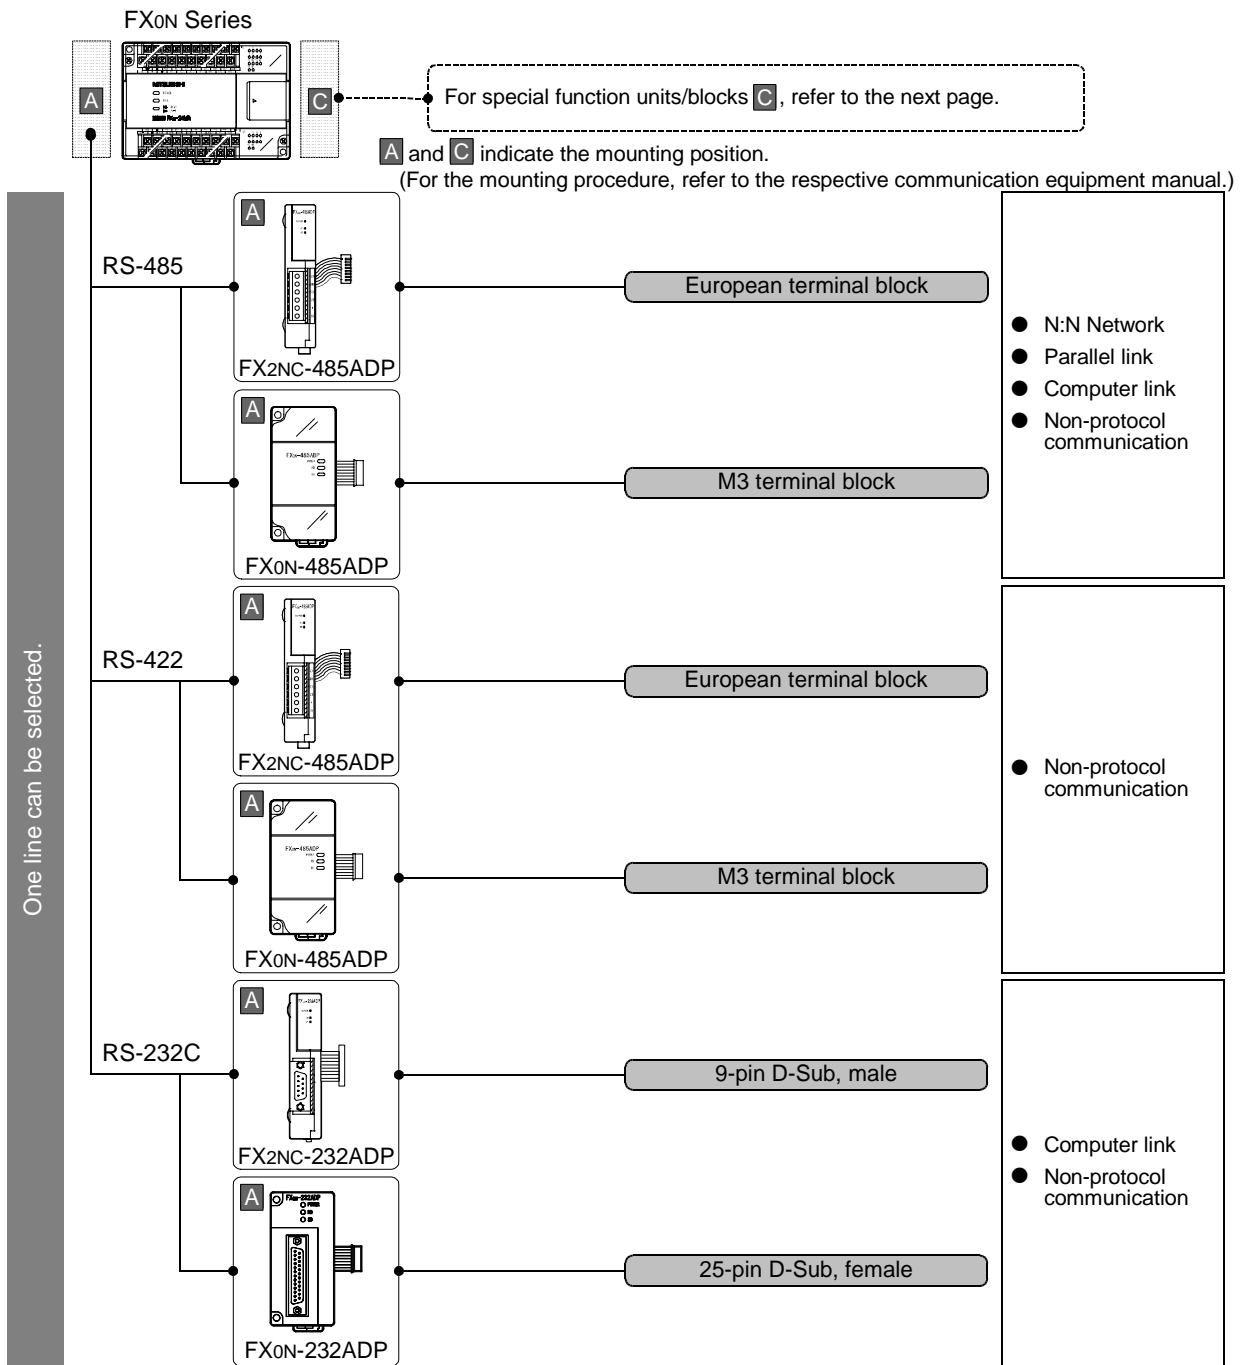 FX0N Series
MITSUBISHI
A
C
For special function units/blocks C, refer to the next page.
A and C indicate the mounting position.
(For the mounting procedure, refer to the respective communication equipment manual.)
One line can be selected.
RS-485
A
FX2NC-485ADP
European terminal block
A
FX0N-485ADP
M3 terminal block
● N:N Network
● Parallel link
● Computer link
● Non-protocol
communication
RS-422
A
FX2NC-485ADP
European terminal block
A
FX0N-485ADP
M3 terminal block
● Non-protocol
communication
RS-232C
A
FX2NC-232ADP
9-pin D-Sub, male
A
FX0N-232ADP
POWER
25-pin D-Sub, female
FX0N-232ADP
● Computer link
● Non-protocol
communication